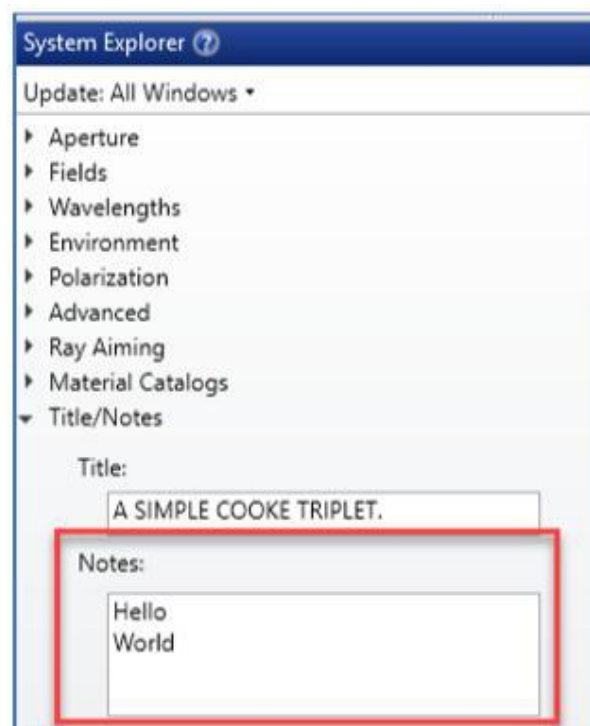 System Explorer ?
Update: All Windows
Aperture
Fields
Wavelengths
Environment
Polarization
Advanced
Ray Aiming
Material Catalogs
Title/Notes
Title:
A SIMPLE COOKE TRIPLET.
Notes:
Hello
World